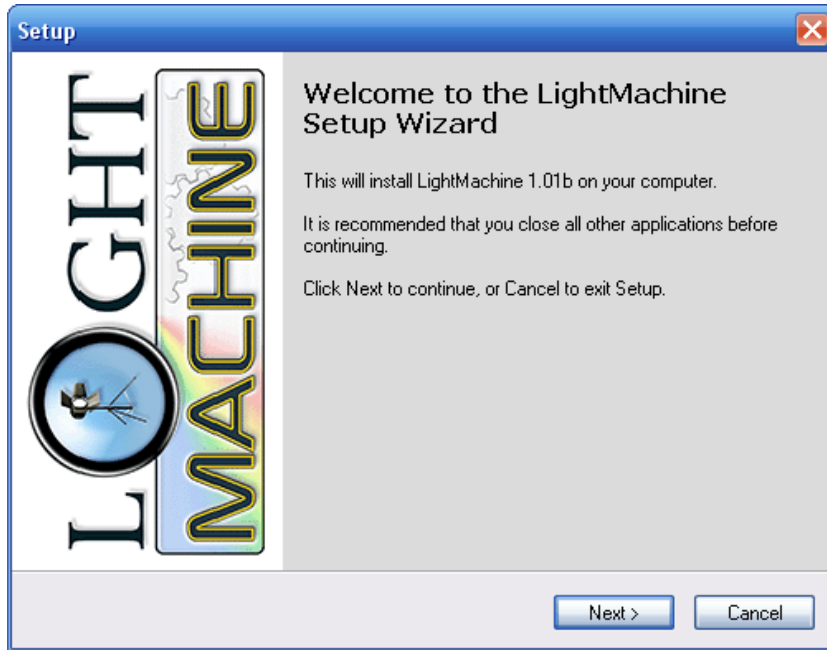 Setup
L GHT
MACHINE
Welcome to the LightMachine
Setup Wizard
This will install LightMachine 1.01b on your computer.
It is recommended that you close all other applications before
continuing.
Click Next to continue, or Cancel to exit Setup.
Next >
Cancel